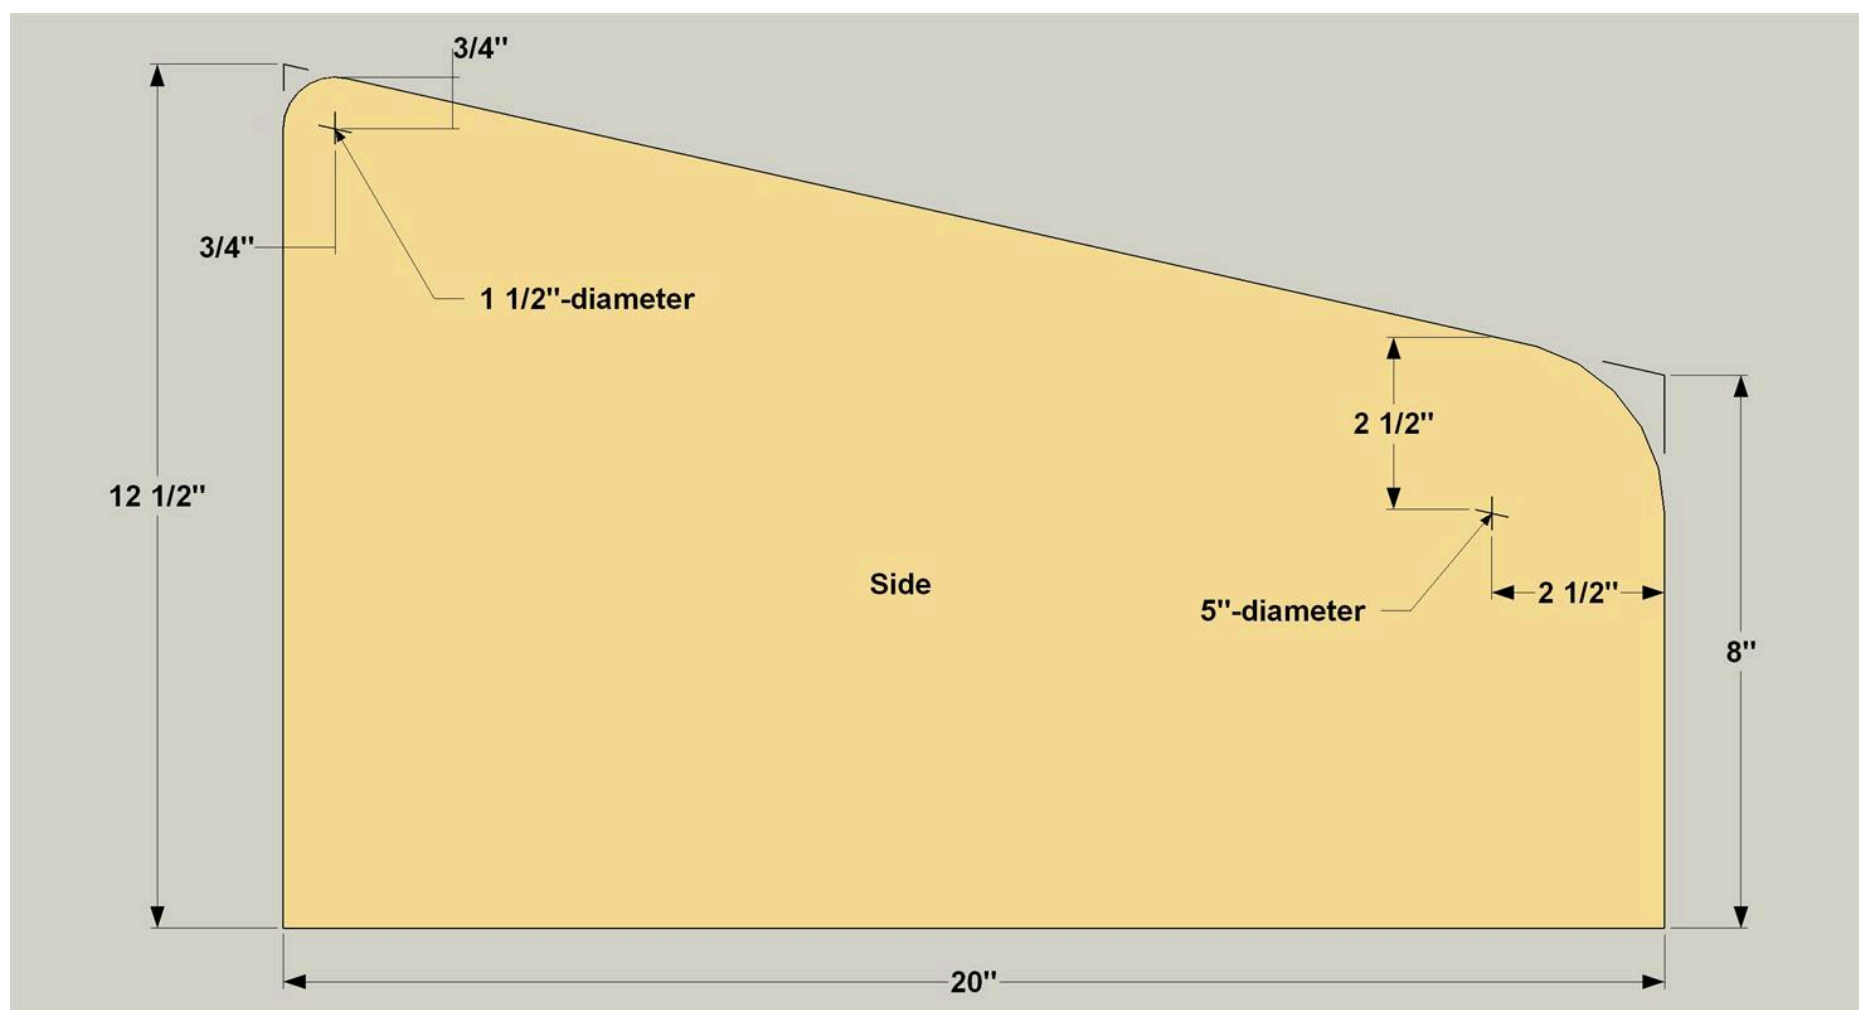 3/4"
3/4"
1 1/2"-diameter
2 1/2"
12 1/2"
Side
2 1/2"
5"-diameter
8"
20"